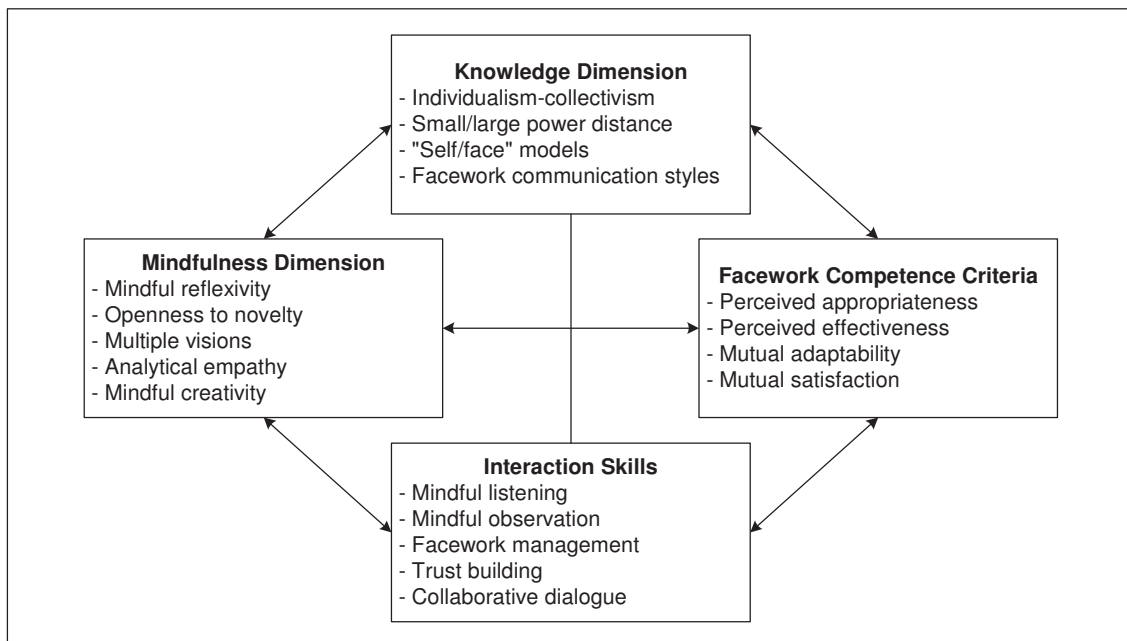 Knowledge Dimension
- Individualism-collectivism
- Small/large power distance
- "Self/face" models
- Facework communication styles
Mindfulness Dimension
- Mindful reflexivity
- Openness to novelty
- Multiple visions
- Analytical empathy
- Mindful creativity
Facework Competence Criteria
- Perceived appropriateness
- Perceived effectiveness
- Mutual adaptability
- Mutual satisfaction
Interaction Skills
- Mindful listening
- Mindful observation
- Facework management
- Trust building
- Collaborative dialogue